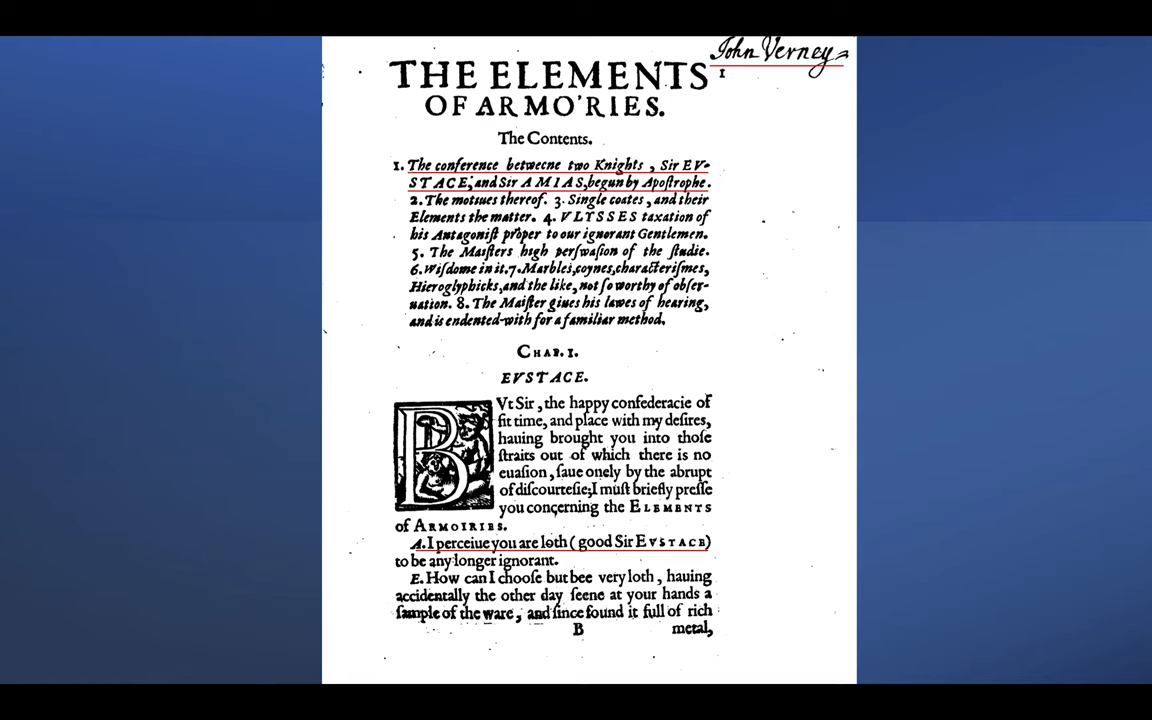 John Verney
1
THE ELEMENTS
OF ARMO'RIES.
The Contents.
1. The conference betweene two Knights, Sir EV-
STACE, and Sir AMIAS, begun by Apoſtrophe.
2. The motiues thereof. 3. Single coates, and their
Elements the matter. 4. VLYSSES taxation of
his Antagoniſt proper to our ignorant Gentlemen.
5. The Maiſters high perſwaſion of the ſtudie.
6. Wiſdome in it. 7. Marbles, coynes, characteriſmes,
Hieroglyphicks, and the like, not ſo worthy of obſer-
uation. 8. The Maiſter giues his lawes of hearing,
and is endented-with for a familiar method.
CHAP. I.
EVSTACE.
BVt Sir, the happy confederacie of
fit time, and place with my deſires,
hauing brought you into thoſe
ſtraits out of which there is no
euaſion, ſaue onely by the abrupt
of diſcourteſie; I muſt briefly preſſe
you concerning the ELEMENTS
of ARMOIRIES.
A. I perceiue you are loth (good Sir EVSTACE)
to be any longer ignorant.
E. How can I chooſe but bee very loth, hauing
accidentally the other day ſeene at your hands a
ſample of the ware, and ſince found it full of rich
B metal,